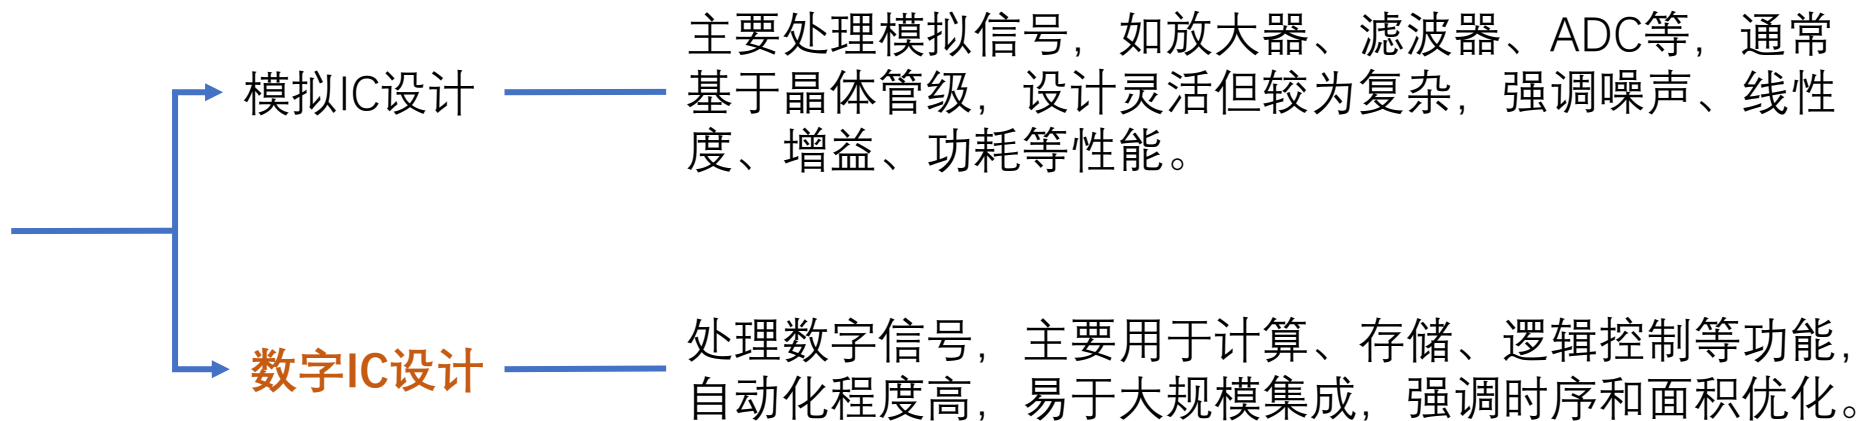 模拟IC设计
主要处理模拟信号，如放大器、滤波器、ADC等，通常
基于晶体管级，设计灵活但较为复杂，强调噪声、线性
度、增益、功耗等性能。
数字IC设计
处理数字信号，主要用于计算、存储、逻辑控制等功能，
自动化程度高，易于大规模集成，强调时序和面积优化。